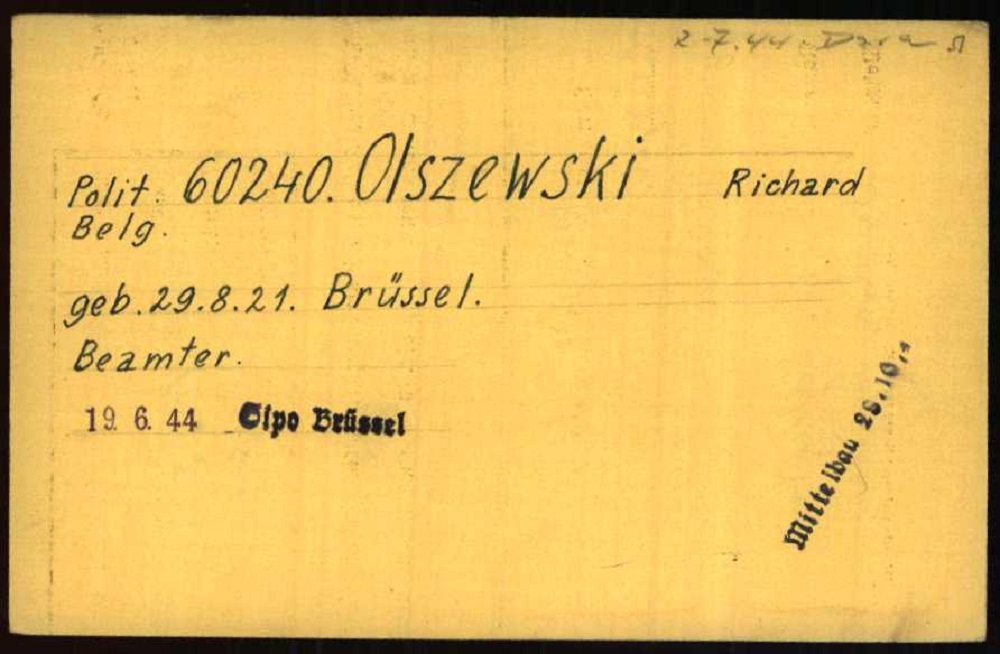 2-7.44. Dora
Polit. 60240. Olszewski Richard
Belg.
geb. 29.8.21. Brüssel.
Beamter.
19. 6. 44 Sipo Brüssel
Mittelbau 28.10.